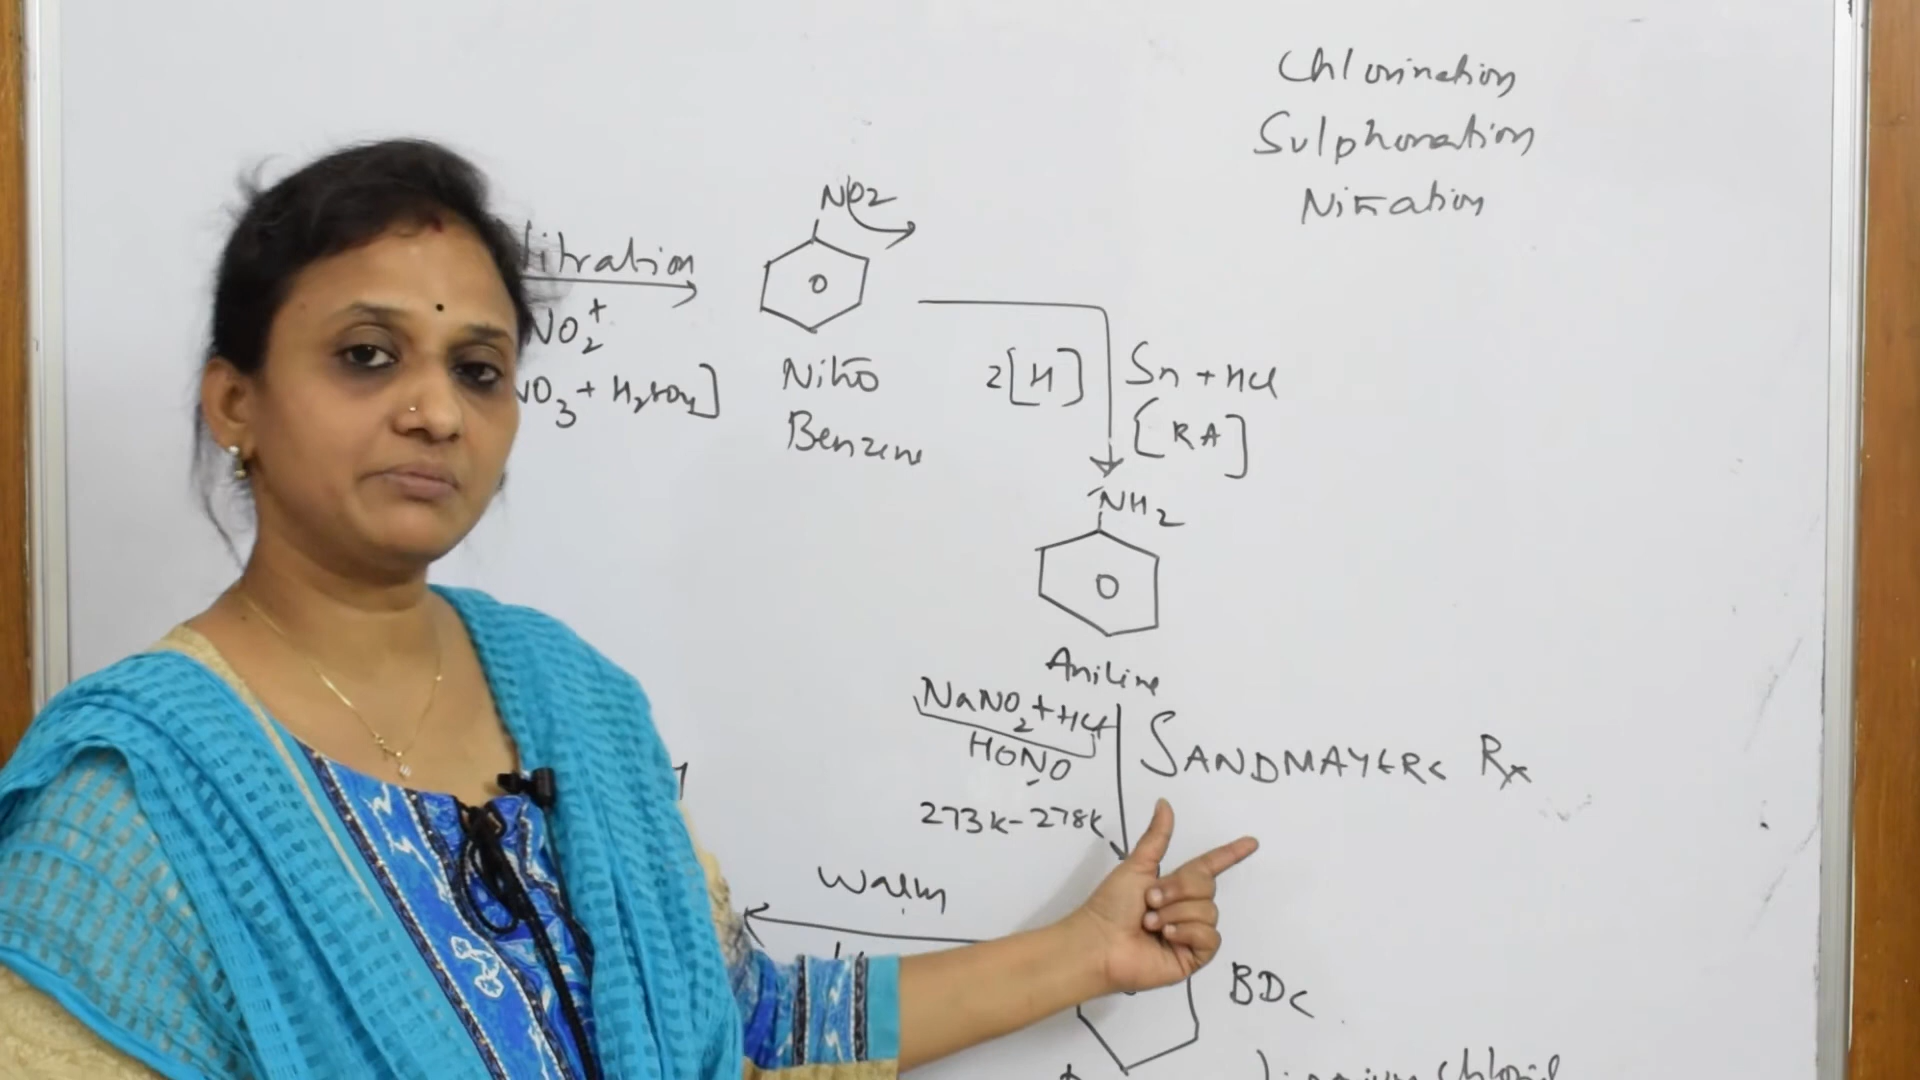 Chlorination
Sulphonation
Nitration
NO2
Nitration
NO2+
NO3 + H2SO4]
Nitro
Benzene
2[H]
Sn + HCl
[RA]
NH2
Aniline
NaNO2 + HCl
HONO
SANDMAYERS Rx
273K-278K
Warm
BDC